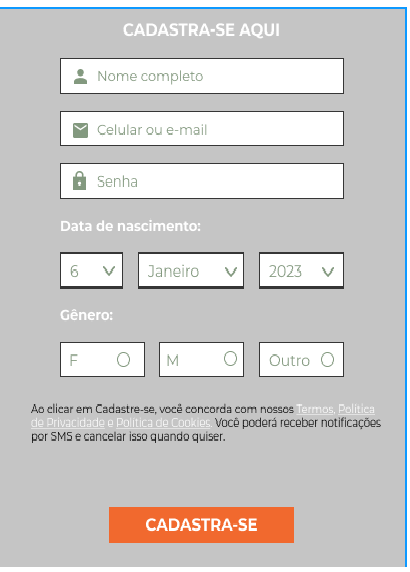 CADASTRA-SE AQUI
Nome completo
Celular ou e-mail
Senha
Data de nascimento:
6 Janeiro 2023
Gênero:
F M Outro
Ao clicar em Cadastre-se, você concorda com nossos Termos, Política
de Privacidade e Política de Cookies. Você poderá receber notificações
por SMS e cancelar isso quando quiser.
CADASTRA-SE